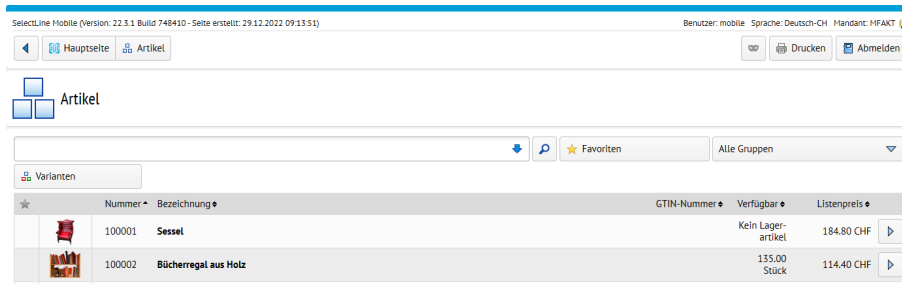 SelectLine Mobile (Version: 22.3.1 Build 748410 - Seite erstellt: 29.12.2022 09:13:51) Benutzer: mobile Sprache: Deutsch-CH Mandant: MFAKT
Hauptseite Artikel Drucken Abmelden
Artikel
Favoriten Alle Gruppen
Varianten
Nummer Bezeichnung GTIN-Nummer Verfügbar Listenpreis
100001 Sessel Kein Lager-
artikel 184.80 CHF
100002 Bücherregal aus Holz 135.00
Stück 114.40 CHF